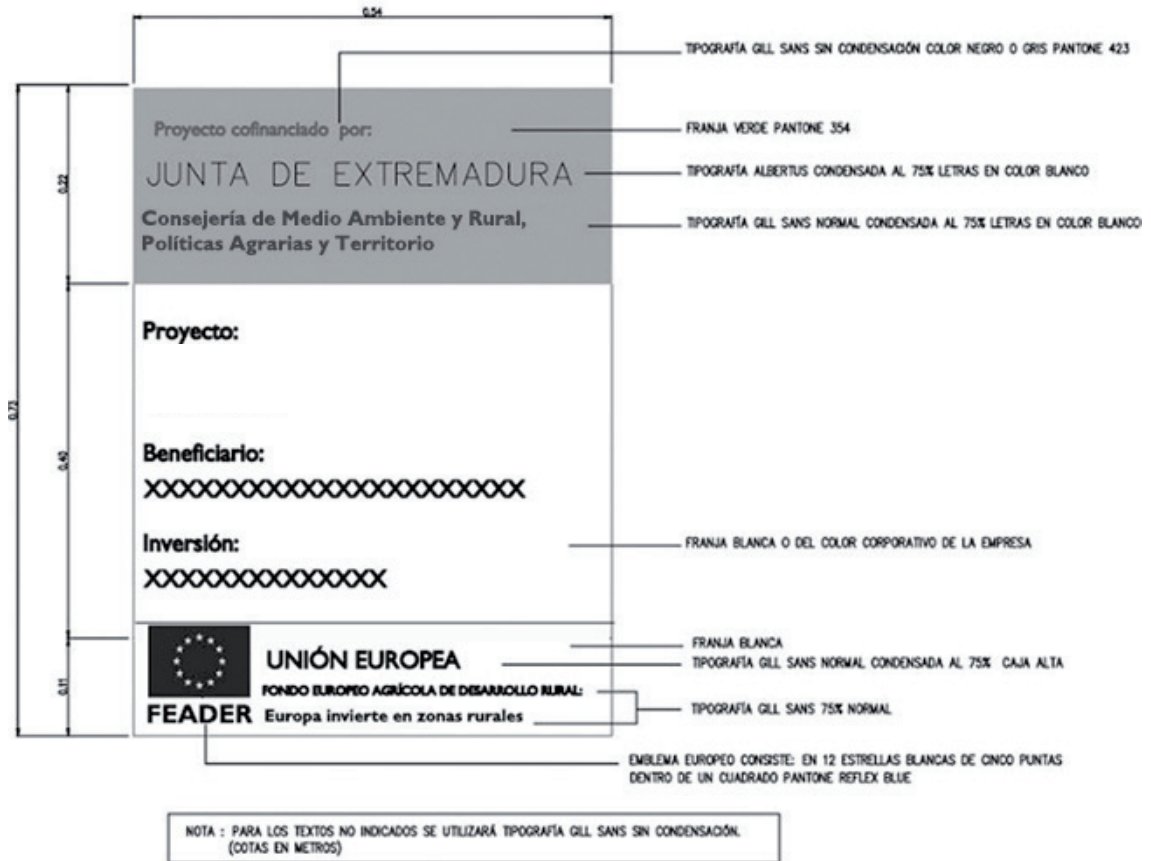 0.54
TIPOGRAFÍA GILL SANS SIN CONDENSACIÓN COLOR NEGRO O GRIS PANTONE 423
Proyecto cofinanciado por:
FRANJA VERDE PANTONE 354
JUNTA DE EXTREMADURA
TIPOGRAFÍA ALBERTUS CONDENSADA AL 75% LETRAS EN COLOR BLANCO
0.22
Consejería de Medio Ambiente y Rural,
Políticas Agrarias y Territorio
TIPOGRAFÍA GILL SANS NORMAL CONDENSADA AL 75% LETRAS EN COLOR BLANCO
Proyecto:
0.73
0.40
Beneficiario:
XXXXXXXXXXXXXXXXXXXXXXX
Inversión:
FRANJA BLANCA O DEL COLOR CORPORATIVO DE LA EMPRESA
XXXXXXXXXXXXXXX
0.11
FRANJA BLANCA
UNIÓN EUROPEA
TIPOGRAFÍA GILL SANS NORMAL CONDENSADA AL 75% CAJA ALTA
FONDO EUROPEO AGRÍCOLA DE DESARROLLO RURAL:
FEADER
Europa invierte en zonas rurales
TIPOGRAFÍA GILL SANS 75% NORMAL
EMBLEMA EUROPEO CONSISTE: EN 12 ESTRELLAS BLANCAS DE CINCO PUNTAS
DENTRO DE UN CUADRADO PANTONE REFLEX BLUE
NOTA : PARA LOS TEXTOS NO INDICADOS SE UTILIZARÁ TIPOGRAFÍA GILL SANS SIN CONDENSACIÓN.
(COTAS EN METROS)